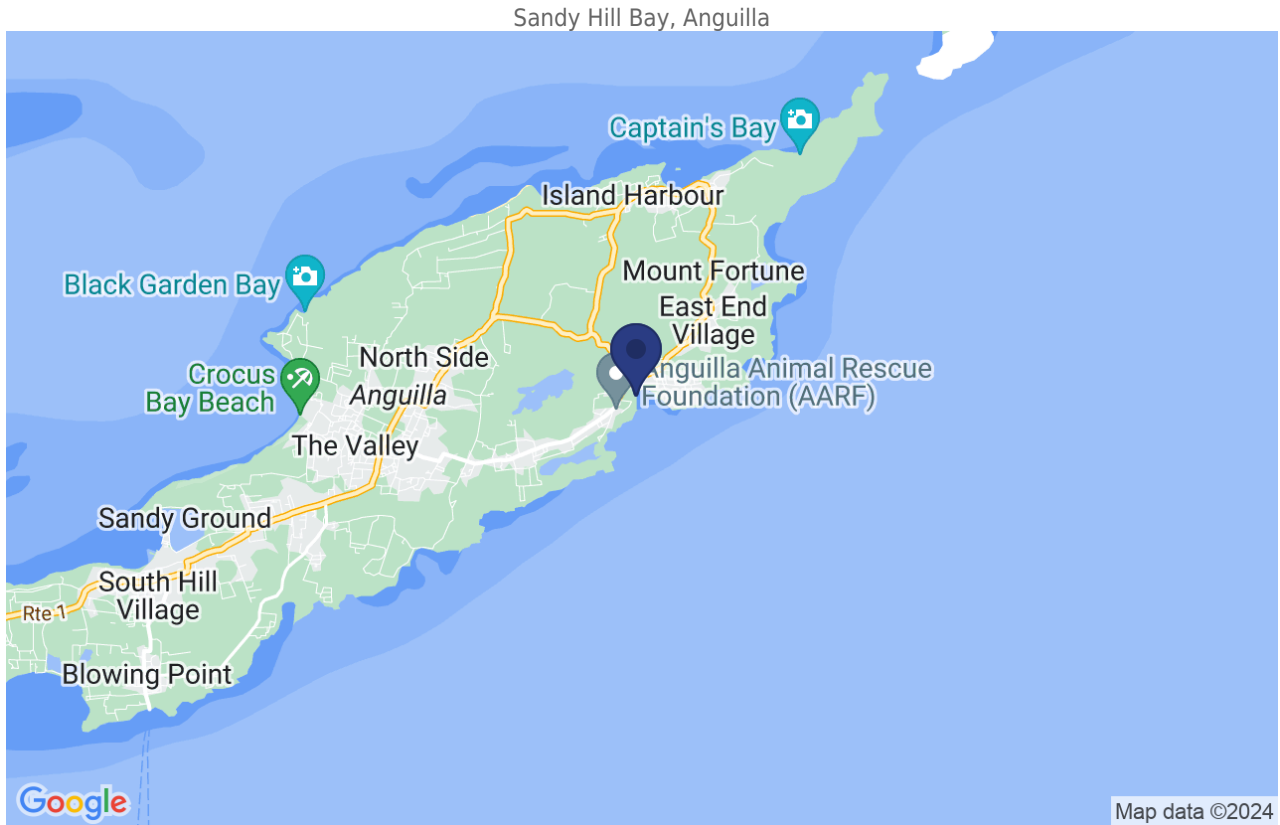 Sandy Hill Bay, Anguilla
Captain's Bay
Island Harbour
Mount Fortune
Black Garden Bay
East End
Village
North Side
Crocus
Bay Beach
Anguilla
Anguilla Animal Rescue
Foundation (AARF)
The Valley
Sandy Ground
South Hill
Village
Rte 1
Blowing Point
Google
Map data ©2024